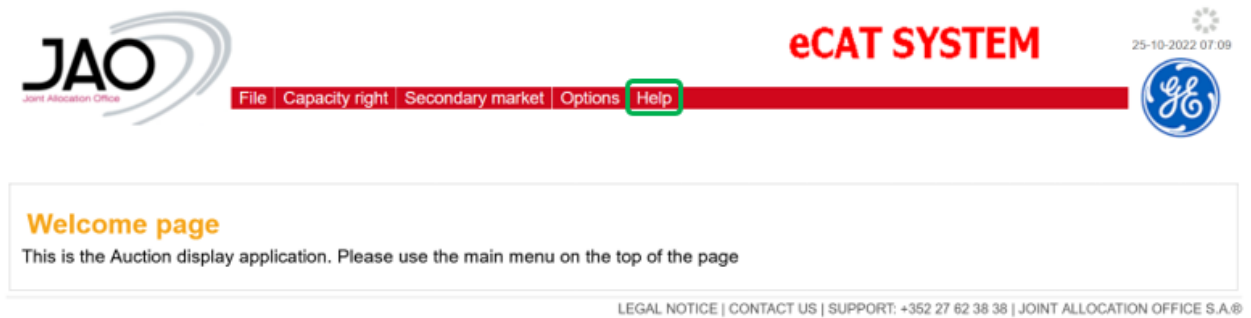 JAO
Joint Allocation Office
eCAT SYSTEM
25-10-2022 07:09
File Capacity right Secondary market Options Help
GE
Welcome page
This is the Auction display application. Please use the main menu on the top of the page
LEGAL NOTICE | CONTACT US | SUPPORT: +352 27 62 38 38 | JOINT ALLOCATION OFFICE S.A.®